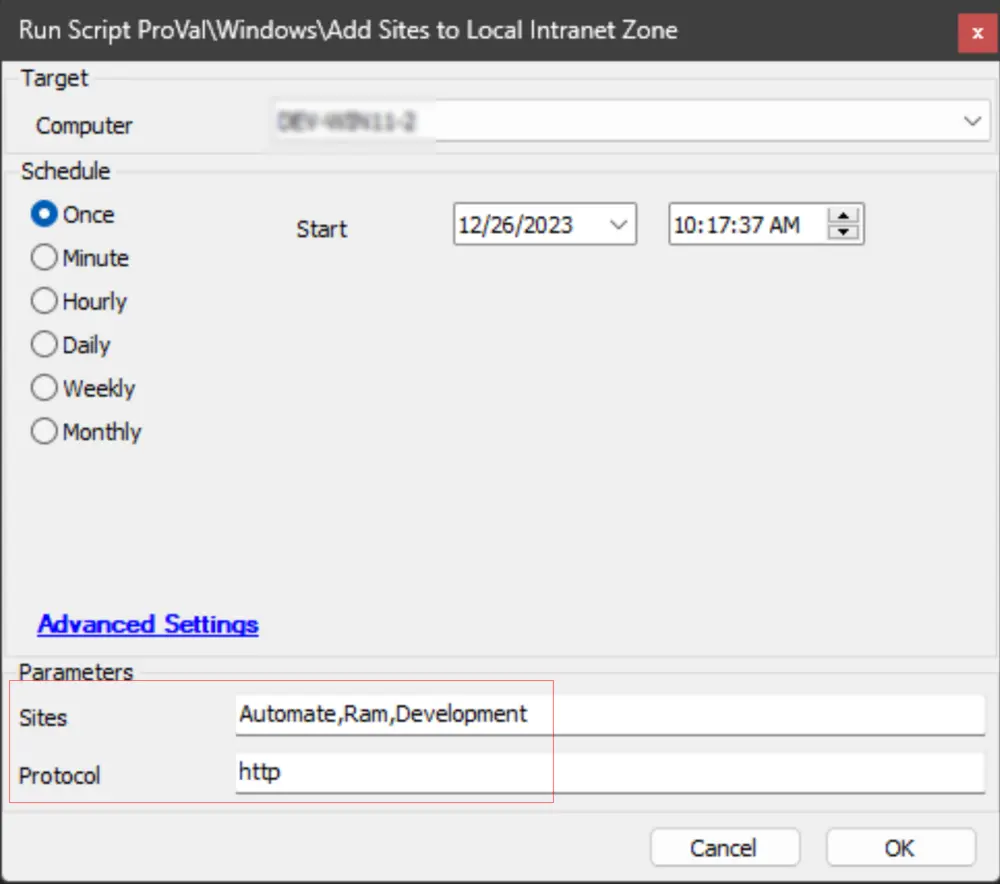 Run Script ProVal\Windows\Add Sites to Local Intranet Zone
x
Target
Computer
Schedule
Once
Start 12/26/2023 10:17:37 AM
Minute
Hourly
Daily
Weekly
Monthly
Advanced Settings
Parameters
Sites Automate,Ram,Development
Protocol http
Cancel OK